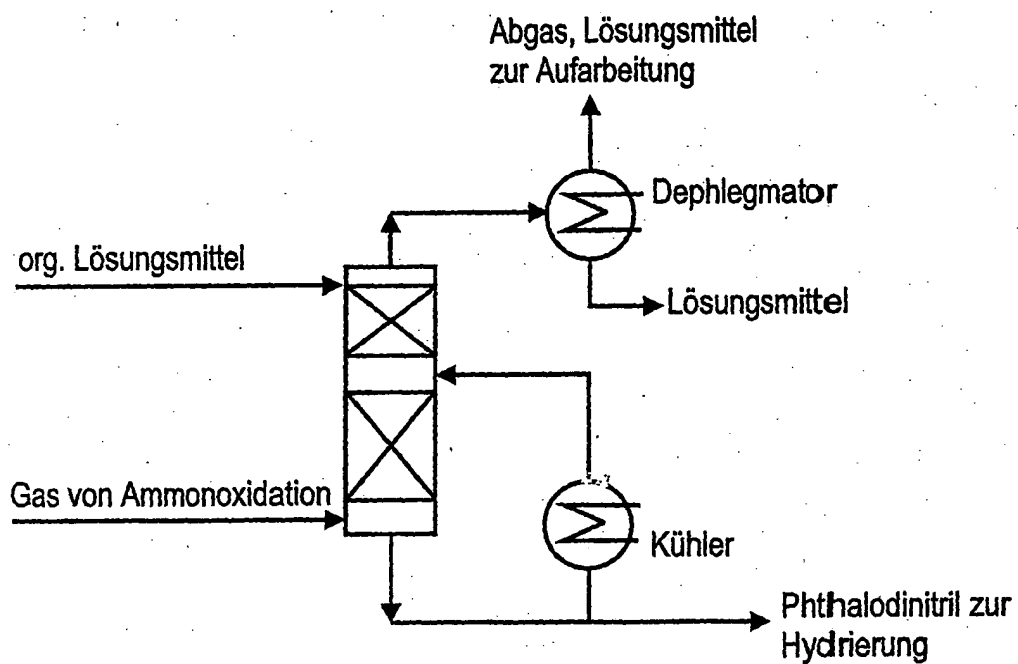 Abgas, Lösungsmittel
zur Aufarbeitung
Dephlegmator
org. Lösungsmittel
Lösungsmittel
Gas von Ammonoxidation
Kühler
Phthalodinitril zur
Hydrierung